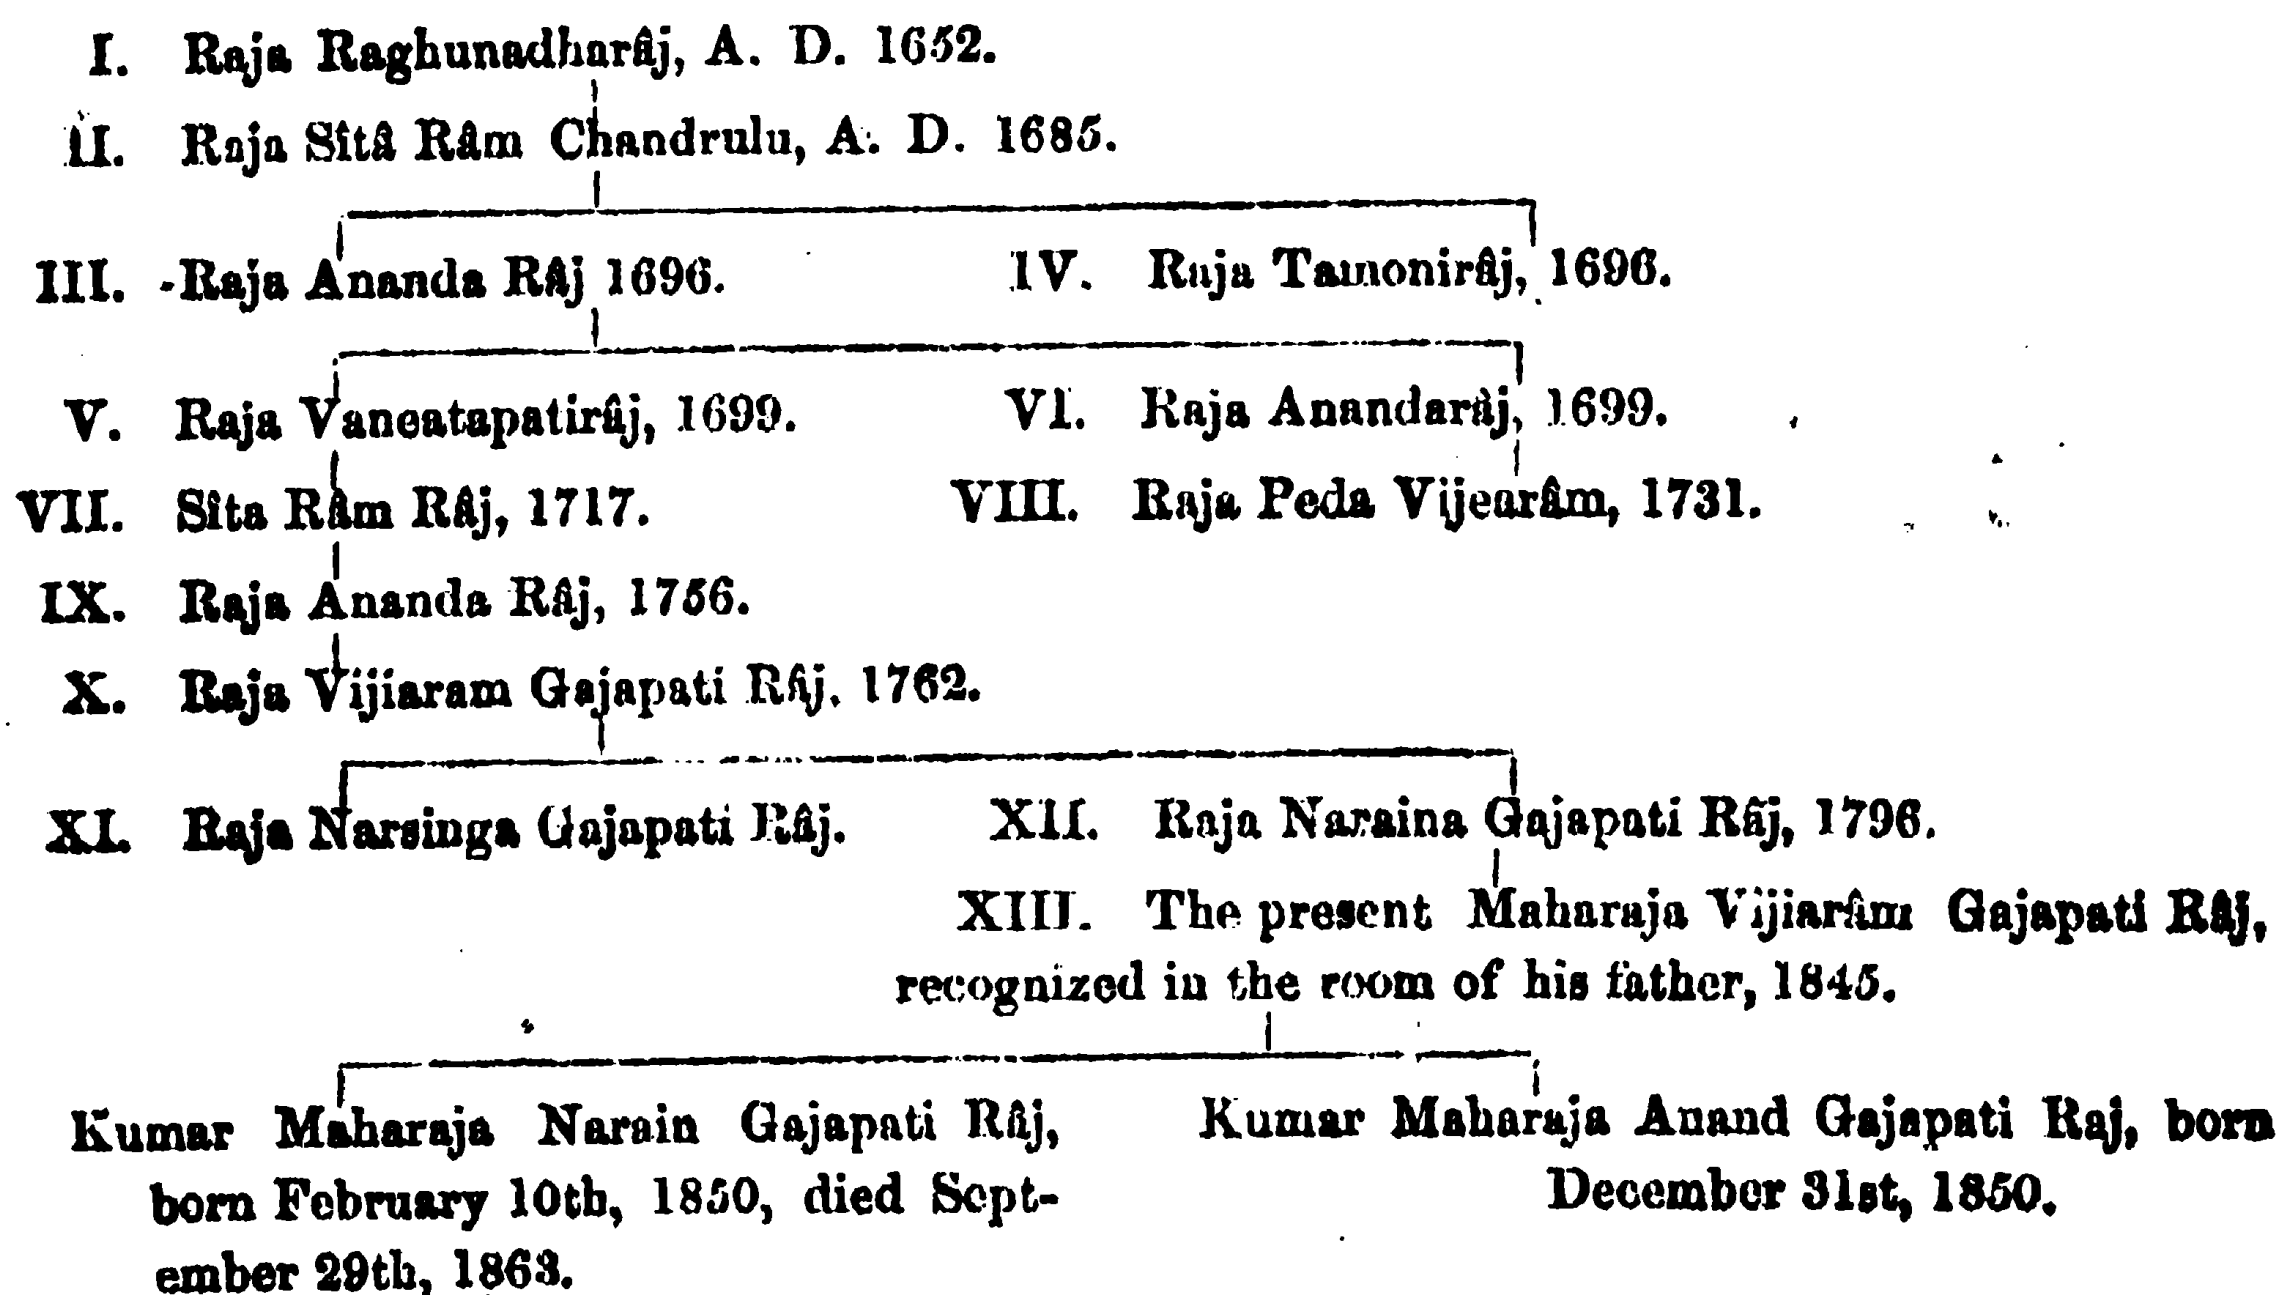 I. Raja Raghunadharâj, A. D. 1652.
II. Raja Sîtâ Râm Chandrulu, A. D. 1685.
III. Raja Ananda Râj 1696. IV. Raja Tamonirâj, 1696.
V. Raja Vancatapatirâj, 1699. VI. Raja Anandarâj, 1699.
VII. Sîta Râm Râj, 1717. VIII. Raja Peda Vijearâm, 1731.
IX. Raja Ananda Râj, 1756.
X. Raja Vijiaram Gajapati Râj, 1762.
XI. Raja Narsinga Gajapati Râj. XII. Raja Naraina Gajapati Râj, 1796.
XIII. The present Maharaja Vijiarâm Gajapati Râj,
recognized in the room of his father, 1845.
Kumar Maharaja Narain Gajapati Râj,
born February 10th, 1850, died Sept-
ember 29th, 1863.
Kumar Maharaja Anand Gajapati Raj, born
December 31st, 1850.